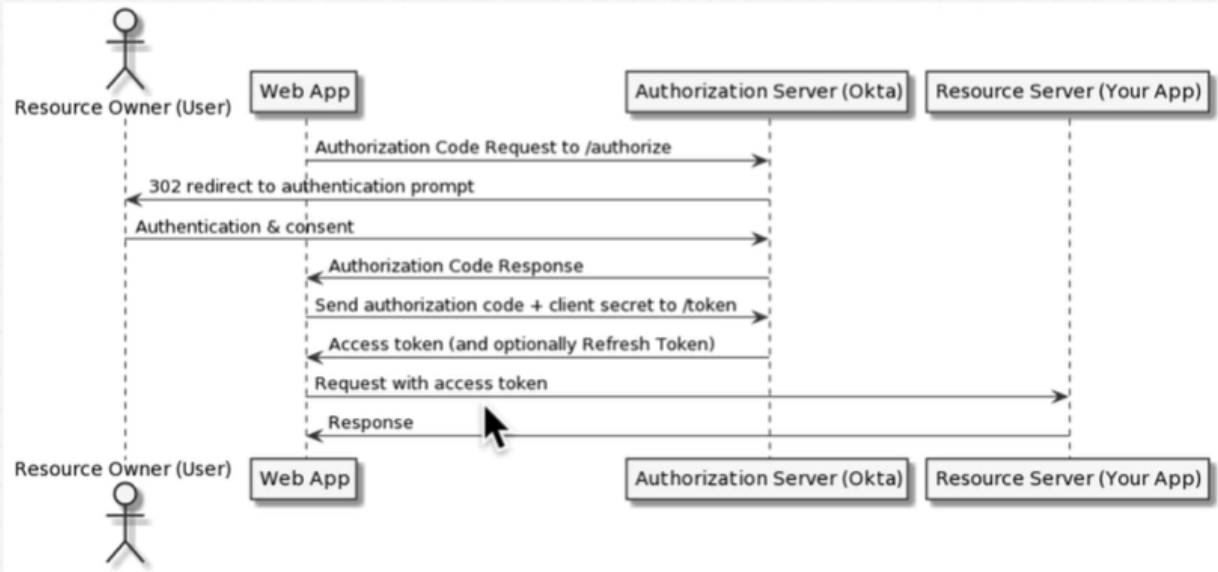 Resource Owner (User)
Web App
Authorization Server (Okta)
Resource Server (Your App)
Authorization Code Request to /authorize
302 redirect to authentication prompt
Authentication & consent
Authorization Code Response
Send authorization code + client secret to /token
Access token (and optionally Refresh Token)
Request with access token
Response
Resource Owner (User)
Web App
Authorization Server (Okta)
Resource Server (Your App)